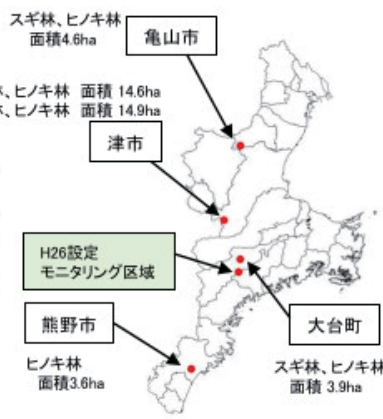 スギ林、ヒノキ林
面積4.6ha
亀山市
、ヒノキ林 面積 14.6ha
、ヒノキ林 面積 14.9ha
津市
H26設定
モニタリング区域
熊野市
大台町
ヒノキ林
面積3.6ha
スギ林、ヒノキ林
面積 3.9ha